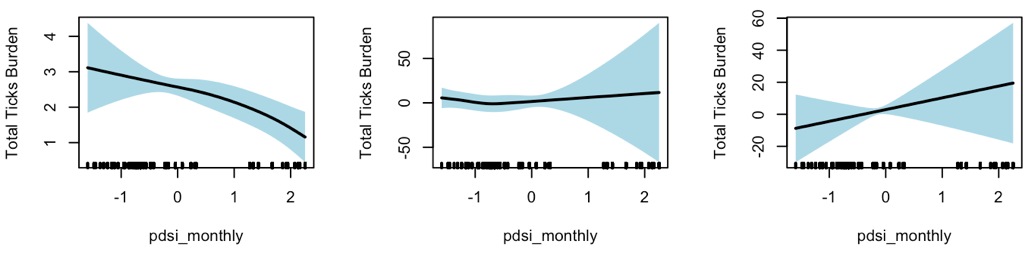 Total Ticks Burden
4
3
2
1
-1 0 1 2
pdsi_monthly
Total Ticks Burden
50
0
-50
-1 0 1 2
pdsi_monthly
Total Ticks Burden
60
40
20
0
-20
-1 0 1 2
pdsi_monthly